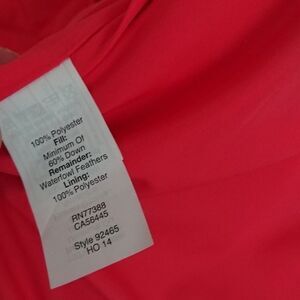 100% Polyester
Fill:
Minimum Of
60% Down
Remainder:
Waterfowl Feathers
Lining:
100% Polyester
RN77388
CA56445
Style 92465
HO 14